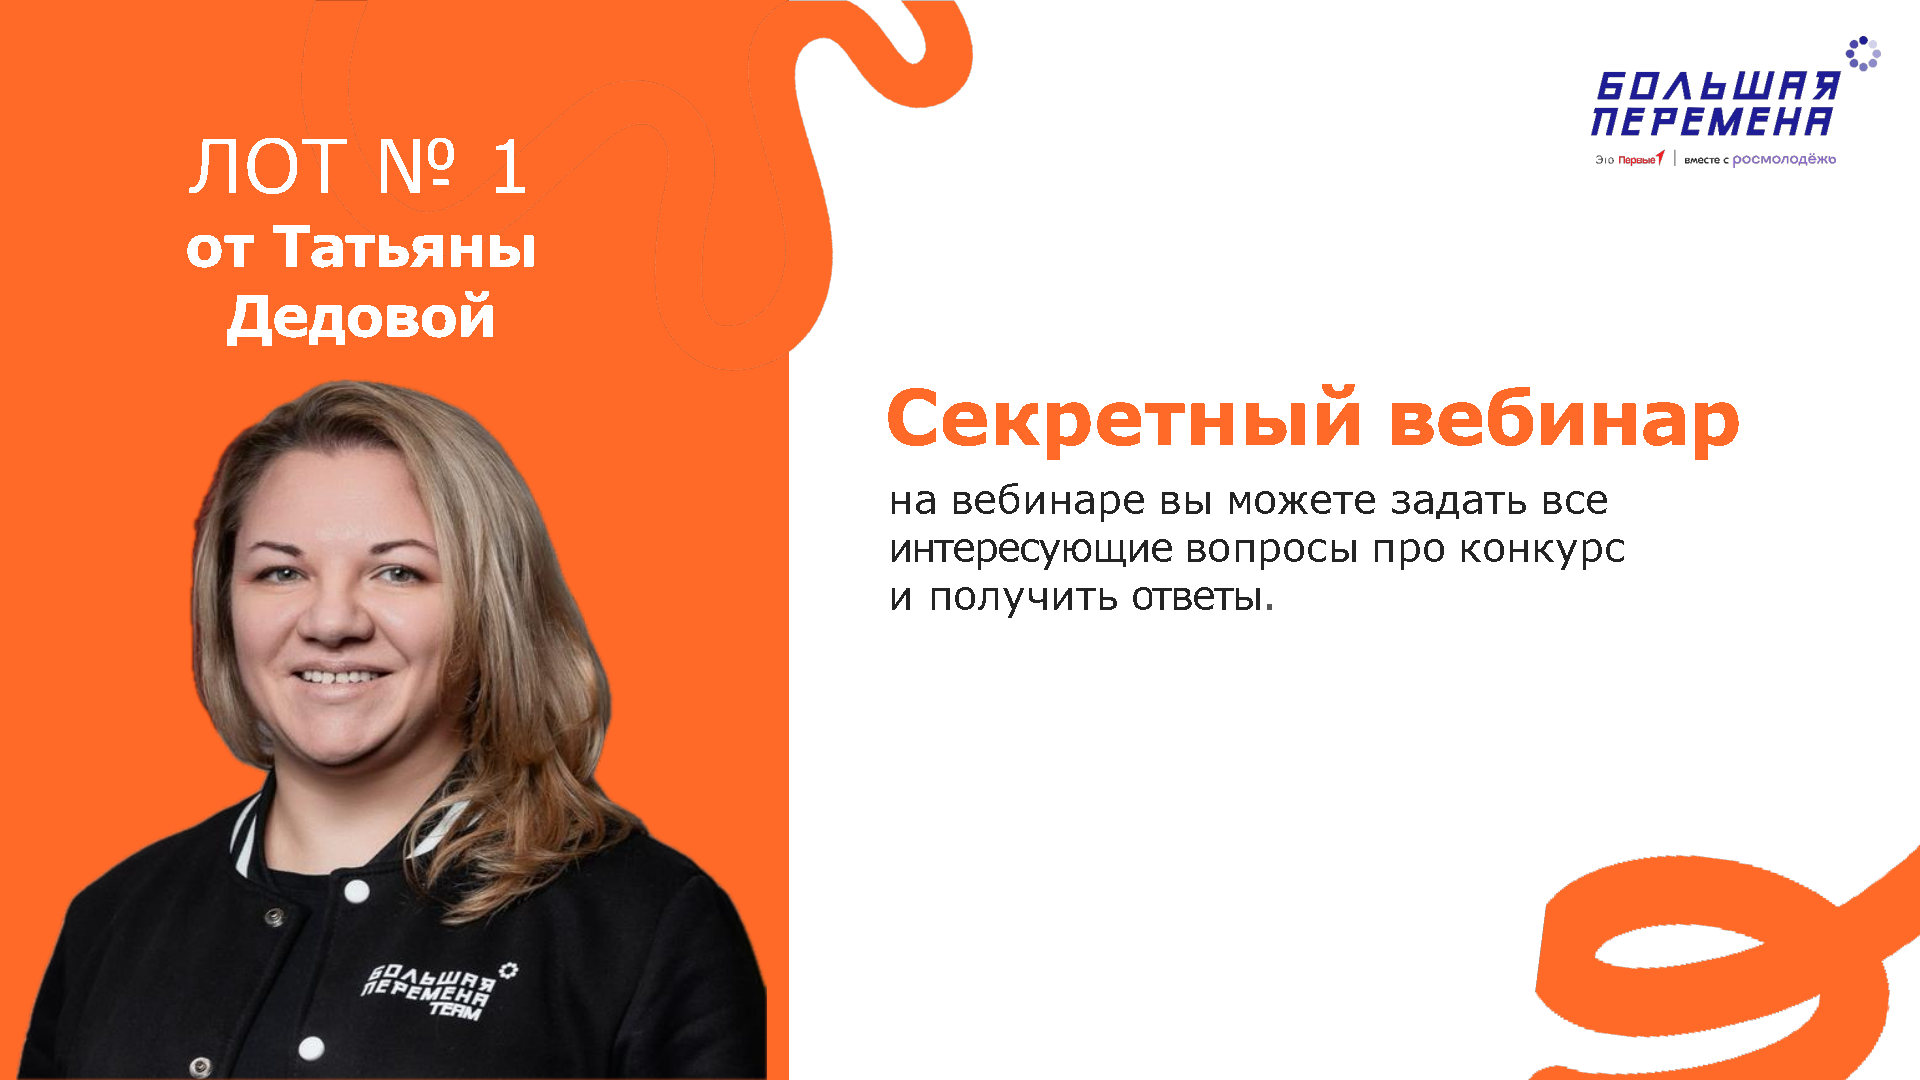 ЛОТ № 1
от Татьяны
Дедовой
БОЛЬШАЯ
ПЕРЕМЕНА
Это Первые | вместе с росмолодёжь
Секретный вебинар
на вебинаре вы можете задать все
интересующие вопросы про конкурс
и получить ответы.
БОЛЬШАЯ
ПЕРЕМЕНА
TEAM